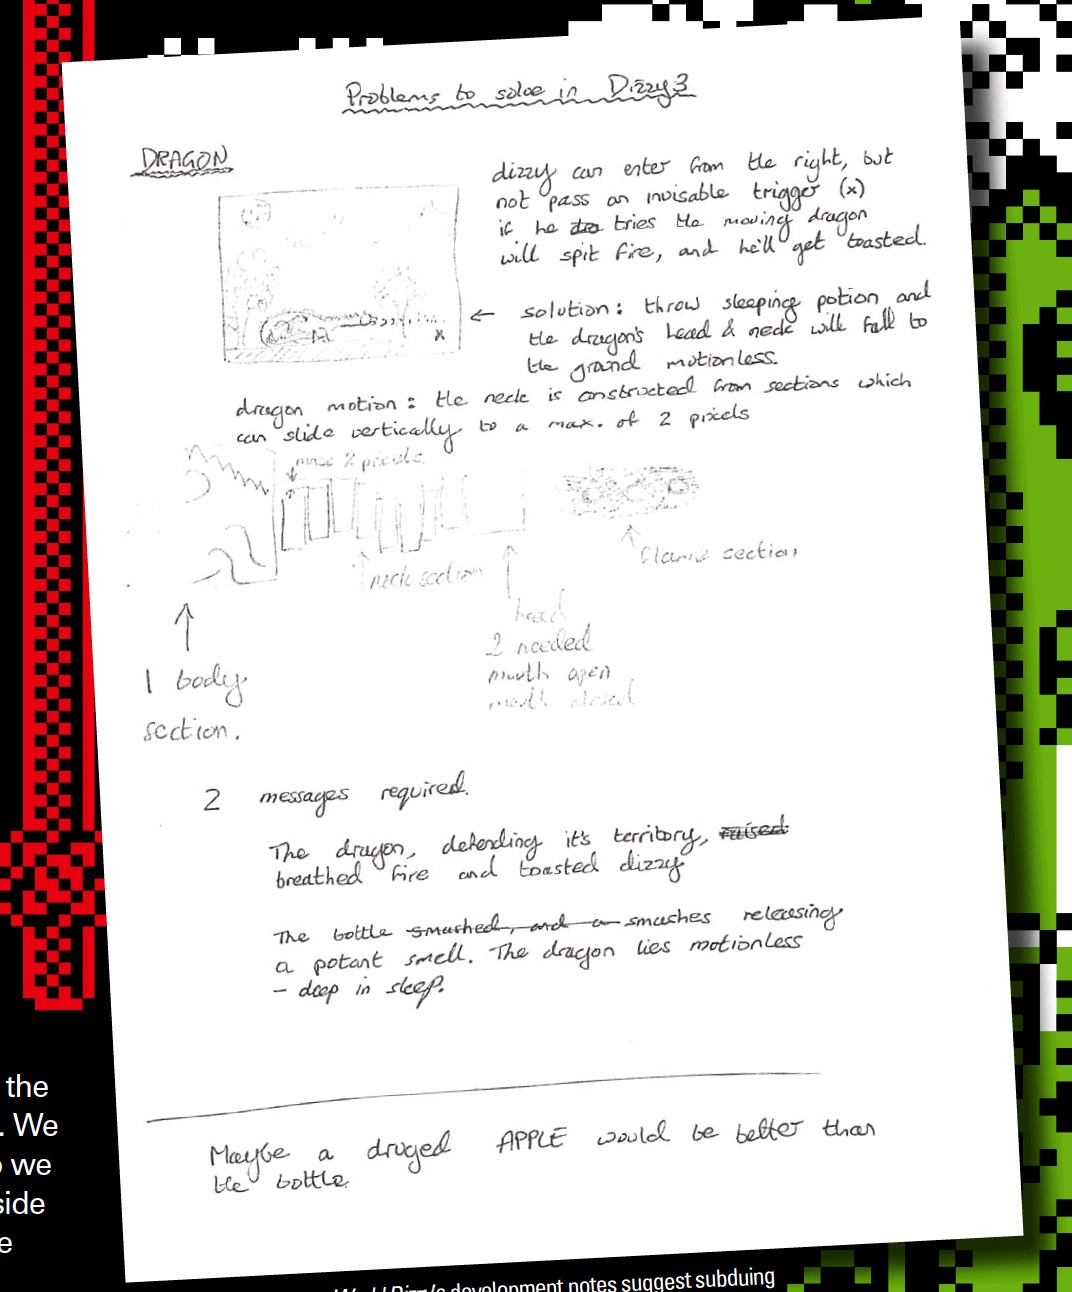 Problems to solve in Dizzy 3
DRAGON
dizzy can enter from the right, but
not pass an invisable trigger (x)
if he tries the moving dragon
will spit fire, and he'll get toasted.
x
← solution: throw sleeping potion and
the dragon's head & neck will fall to
the grand motionless.
dragon motion: the neck is constructed from sections which
can slide vertically to a max. of 2 pixels
max 2 pixels.
neck section
flame section
head
2 needed
mouth open
mouth closed
1 body
section.
2 messages required.
The dragon, defending it's territory, raised
breathed fire and toasted dizzy
The bottle smashed, and a smashes releasing
a potant smell. The dragon lies motionless
- deep in sleep.
Maybe a druged APPLE would be better than
the bottle.
the
. We
we
side
e
development notes suggest subduing